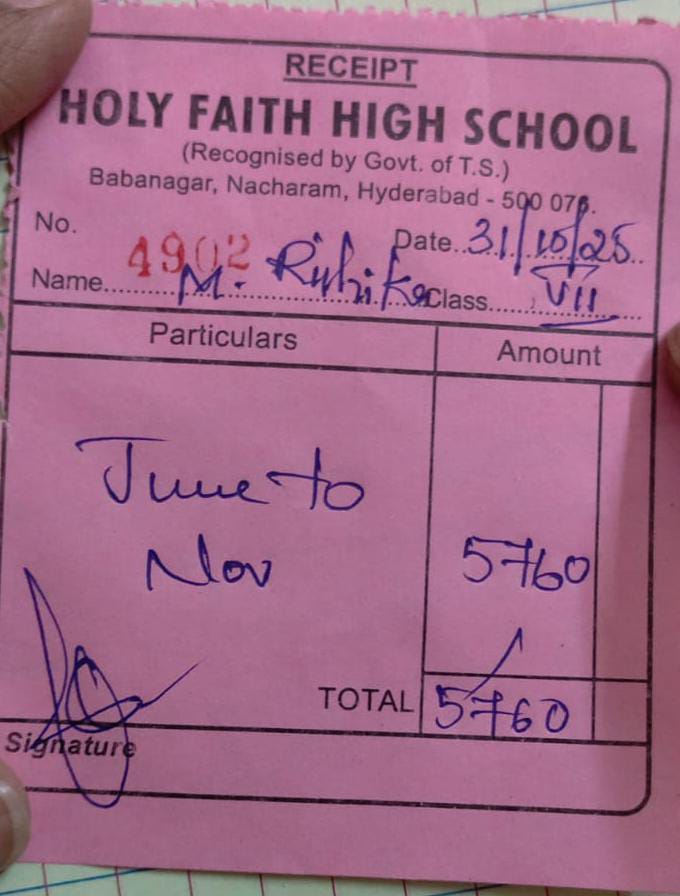 RECEIPT
HOLY FAITH HIGH SCHOOL
(Recognised by Govt. of T.S.)
Babanagar, Nacharam, Hyderabad - 500 076.
No. 4902 Date..31/10/25..
Name........M. Rishika Class......VII
Particulars Amount
June to
Nov 5760
TOTAL 5760
Signature